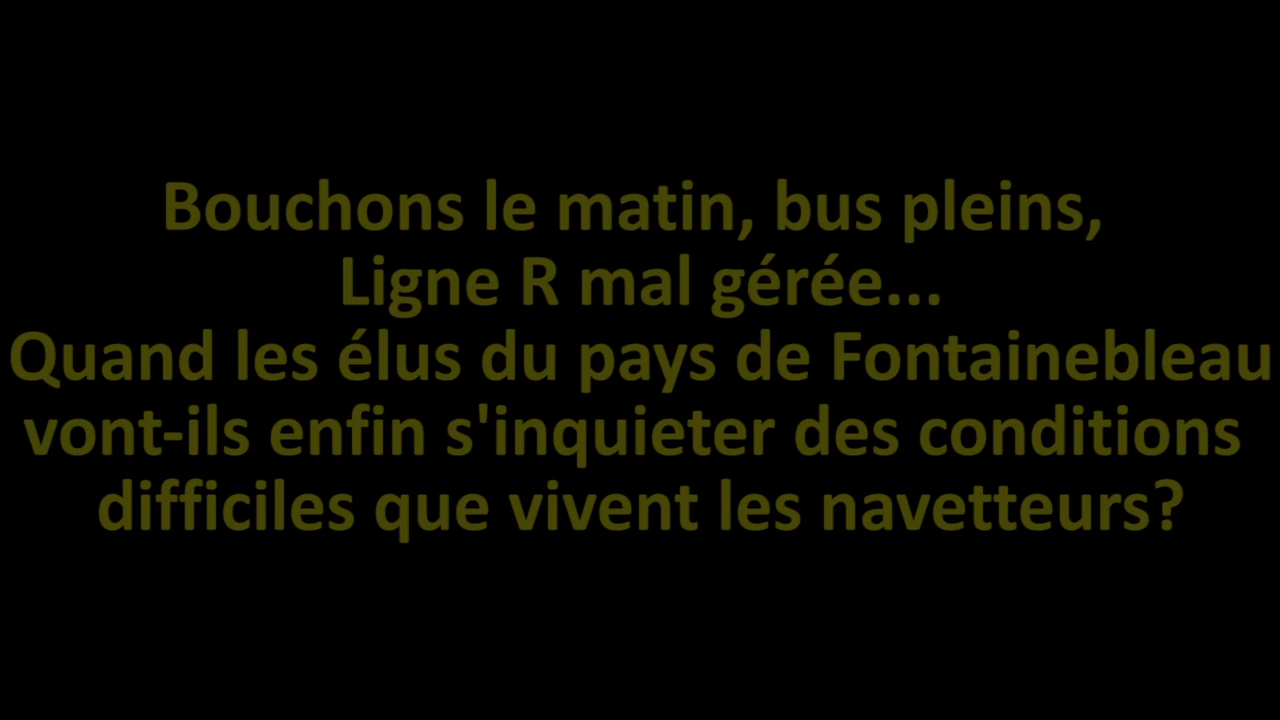 Bouchons le matin, bus pleins,
Ligne R mal gérée...
Quand les élus du pays de Fontainebleau
vont-ils enfin s'inquieter des conditions
difficiles que vivent les navetteurs?